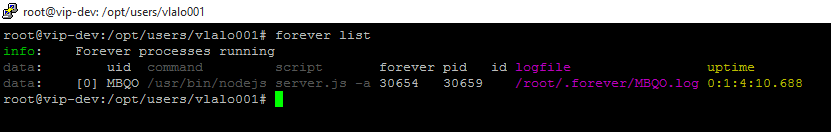 root@vip-dev: /opt/users/vlalo001
root@vip-dev:/opt/users/vlalo001# forever list
info:    Forever processes running
data:        uid  command         script       forever pid   id logfile                 uptime
data:    [0] MBQO /usr/bin/nodejs server.js -a 30654   30659    /root/.forever/MBQO.log 0:1:4:10.688
root@vip-dev:/opt/users/vlalo001#